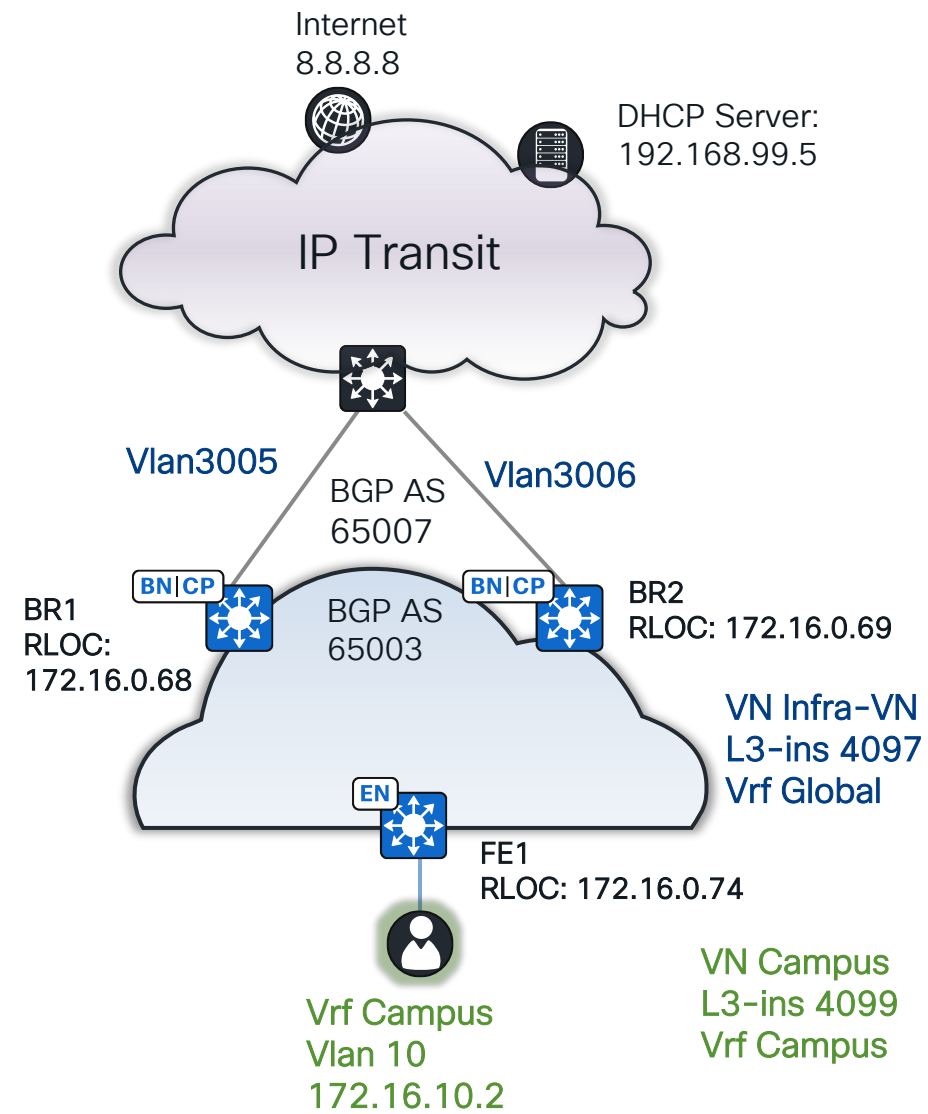 Internet
8.8.8.8
DHCP Server:
192.168.99.5
IP Transit
Vlan3005
Vlan3006
BGP AS
65007
BN|CP
BN|CP
BR1
RLOC:
172.16.0.68
BGP AS
65003
BR2
RLOC: 172.16.0.69
VN Infra-VN
L3-ins 4097
Vrf Global
EN
FE1
RLOC: 172.16.0.74
VN Campus
L3-ins 4099
Vrf Campus
Vrf Campus
Vlan 10
172.16.10.2